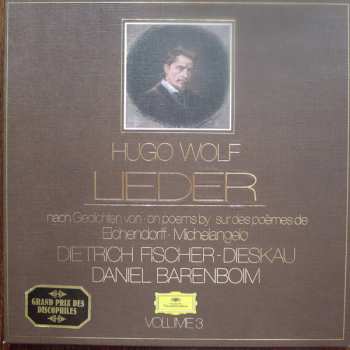 HUGO WOLF
LIEDER
nach Gedichten von · on poems by · sur des poèmes de
Eichendorff · Michelangelo
DIETRICH FISCHER-DIESKAU
DANIEL BARENBOIM
GRAND PRIX DES
DISCOPHILES
VOLUME 3